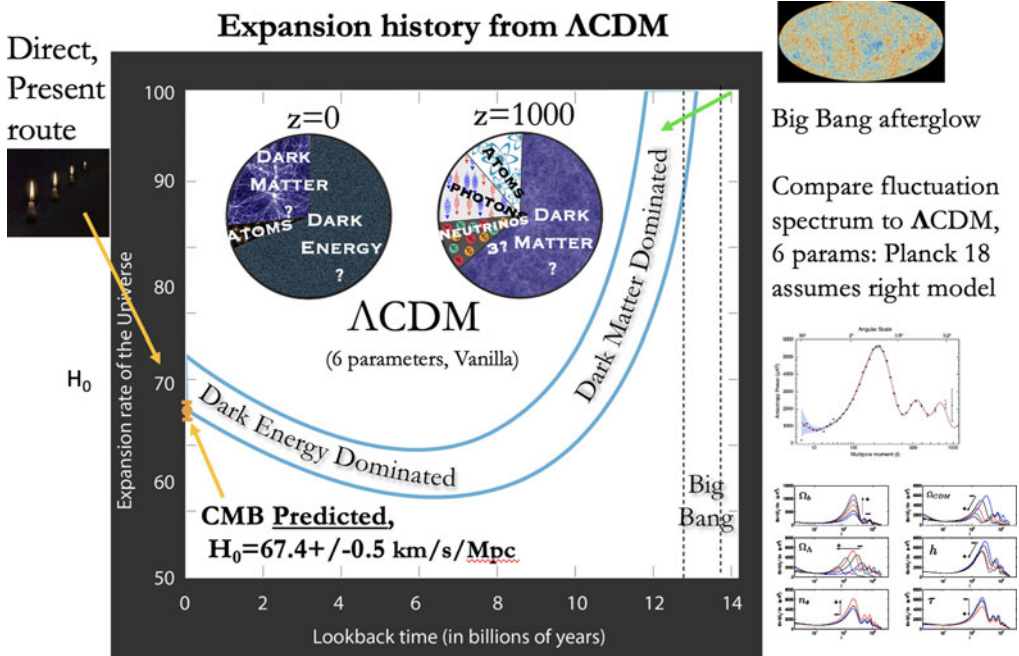 Expansion history from ΛCDM
Direct,
Present
route
Big Bang afterglow
Compare fluctuation
spectrum to ΛCDM,
6 params: Planck 18
assumes right model
z=0
z=1000
DARK
MATTER
?
ATOMS
DARK
ENERGY
?
ATOMS
PHOTONS
NEUTRINOS
3?
DARK
MATTER
?
ΛCDM
(6 parameters, Vanilla)
Dark Energy Dominated
Dark Matter Dominated
Big
Bang
CMB Predicted,
H0=67.4+/-0.5 km/s/Mpc
H0
Expansion rate of the Universe
100
90
80
70
60
50
0
2
4
6
8
10
12
14
Lookback time (in billions of years)
Angular Scale
Multipole moment (l)
Ωb
ΩCDM
ΩΛ
h
ns
τ